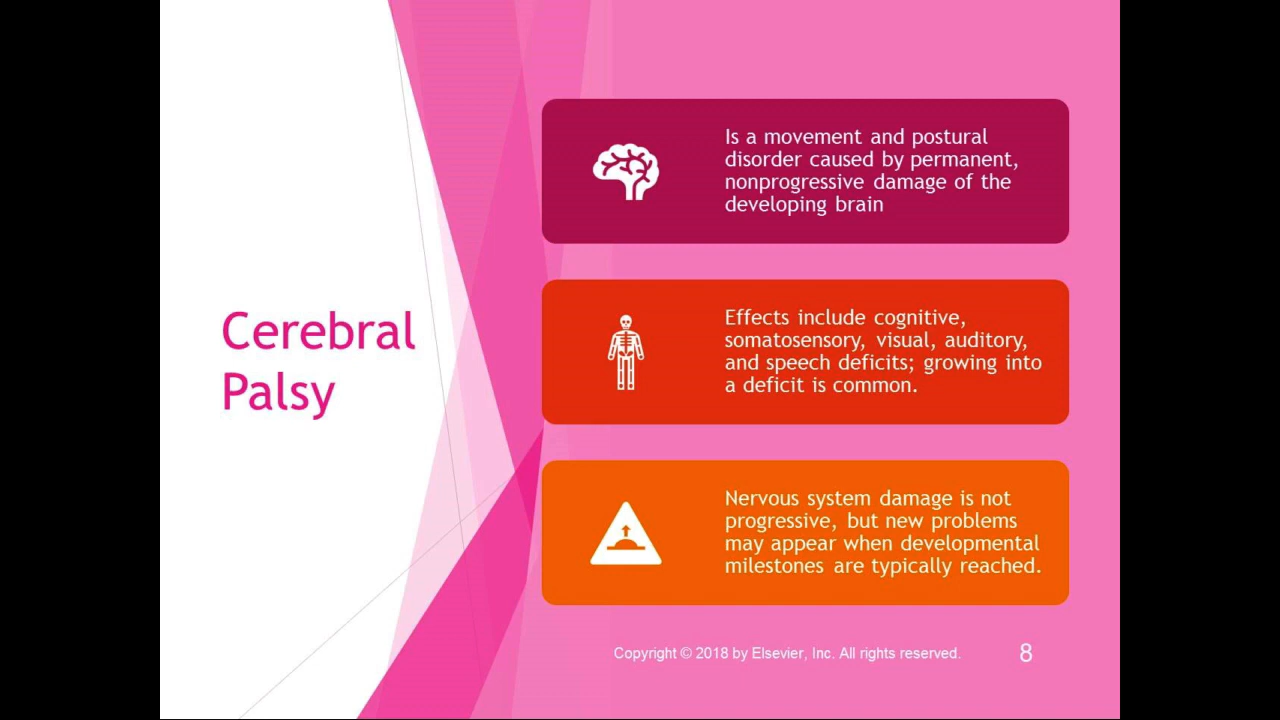 Cerebral
Palsy
Is a movement and postural
disorder caused by permanent,
nonprogressive damage of the
developing brain
Effects include cognitive,
somatosensory, visual, auditory,
and speech deficits; growing into
a deficit is common.
Nervous system damage is not
progressive, but new problems
may appear when developmental
milestones are typically reached.
Copyright © 2018 by Elsevier, Inc. All rights reserved.
8